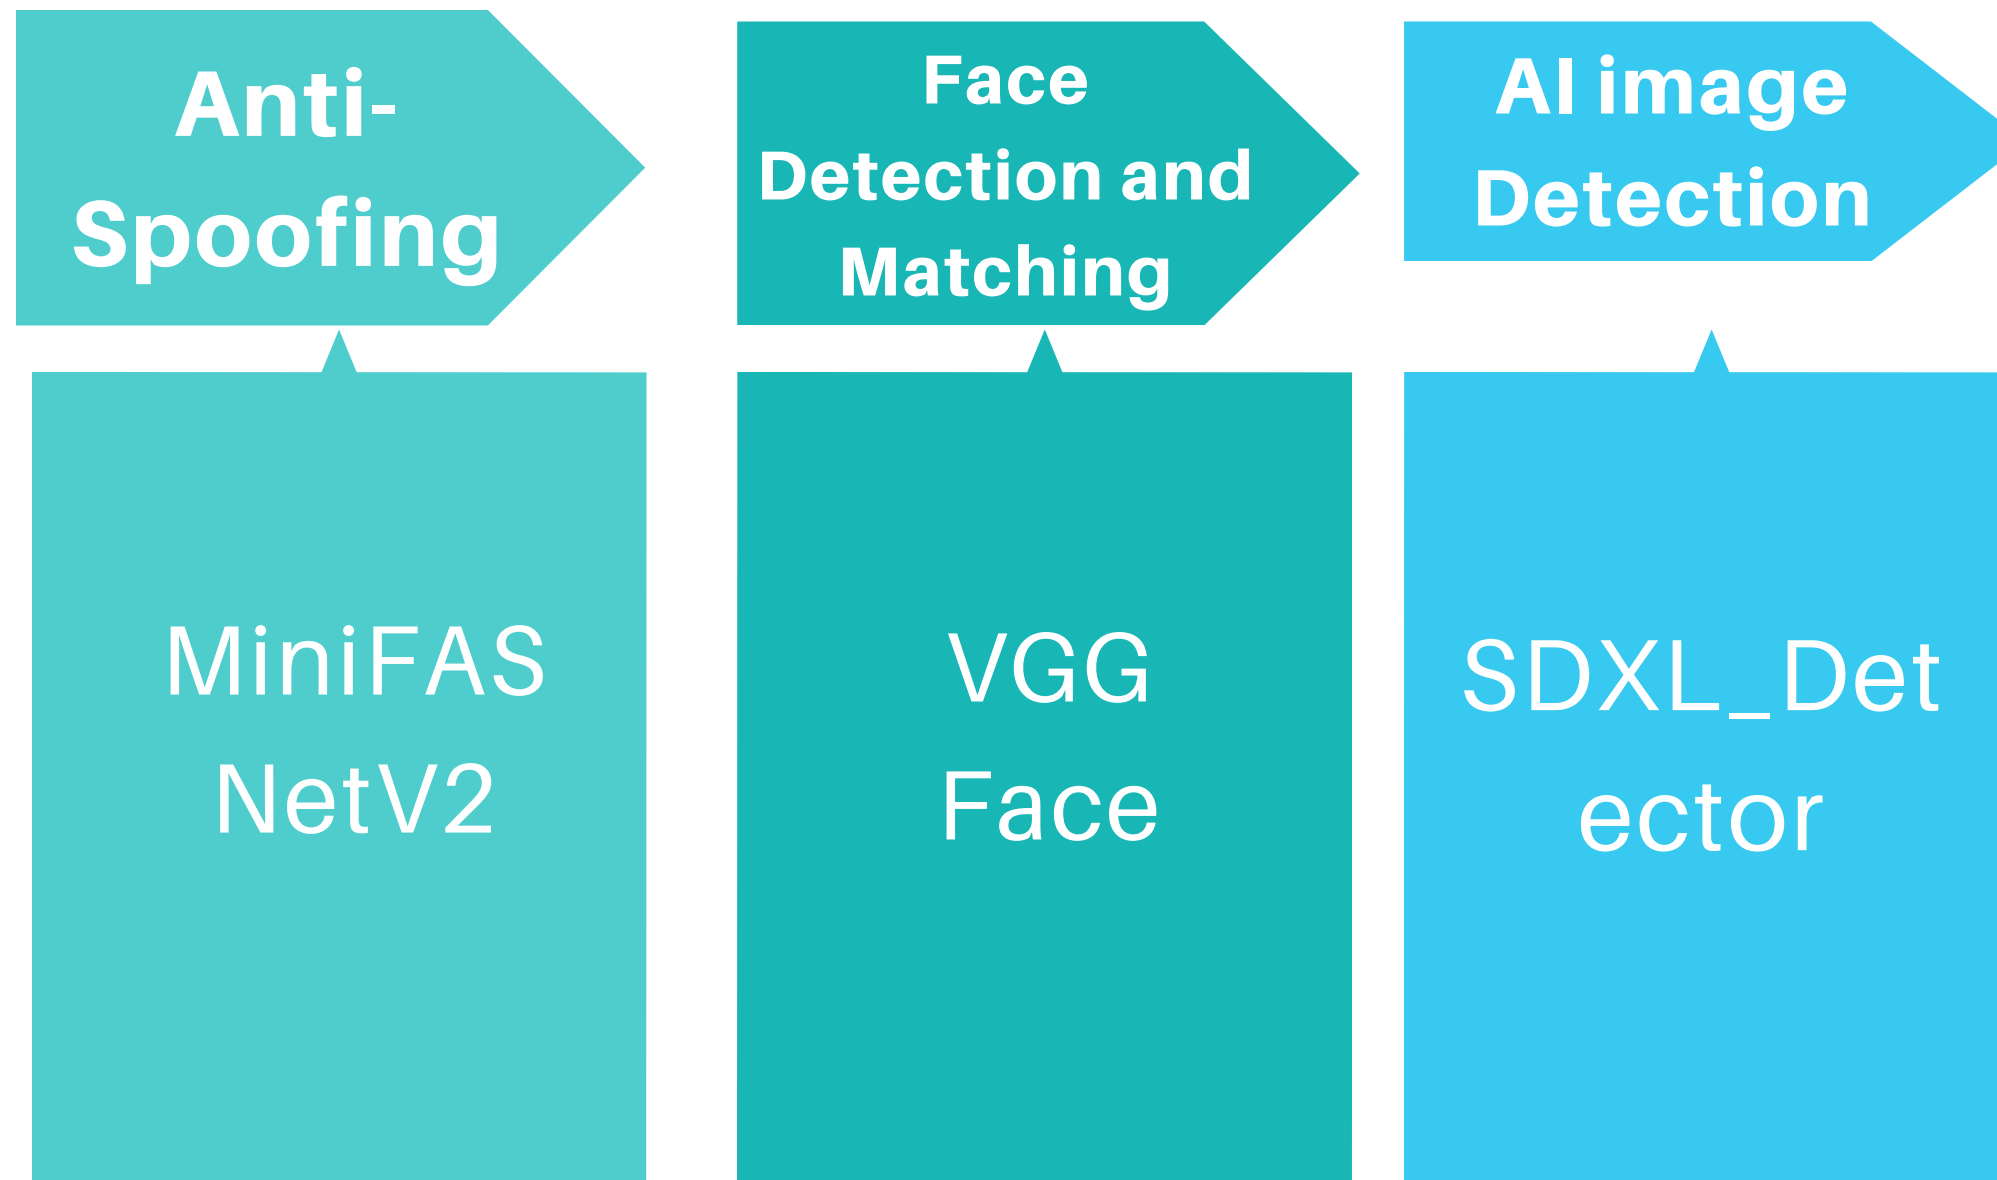 Anti-
Spoofing
Face
Detection and
Matching
AI image
Detection
MiniFAS
NetV2
VGG
Face
SDXL_Det
ector